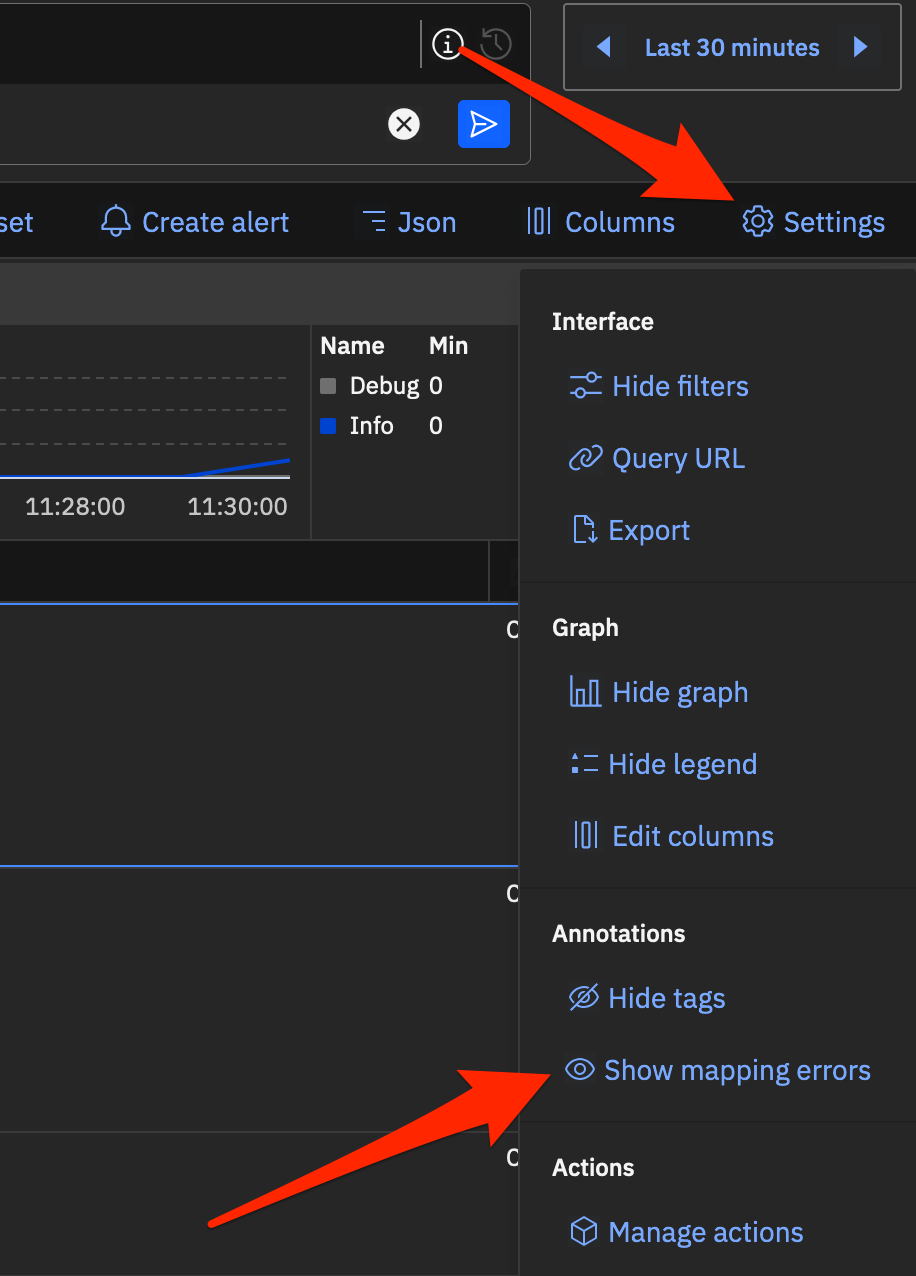 Last 30 minutes
set Create alert Json Columns Settings
Name Min
Debug 0
Info 0
11:28:00 11:30:00
Interface
Hide filters
Query URL
Export
Graph
Hide graph
Hide legend
Edit columns
Annotations
Hide tags
Show mapping errors
Actions
Manage actions